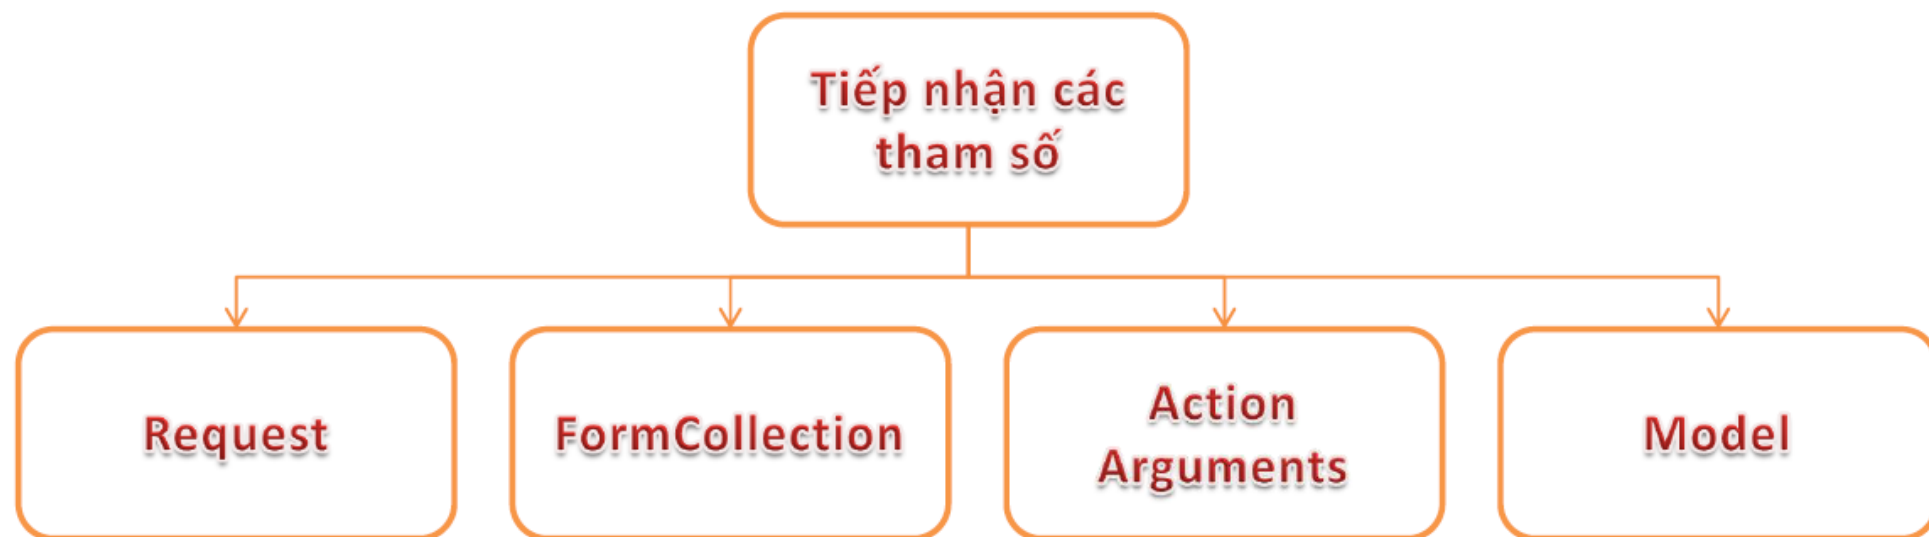 Tiếp nhận các
tham số
Request
FormCollection
Action
Arguments
Model